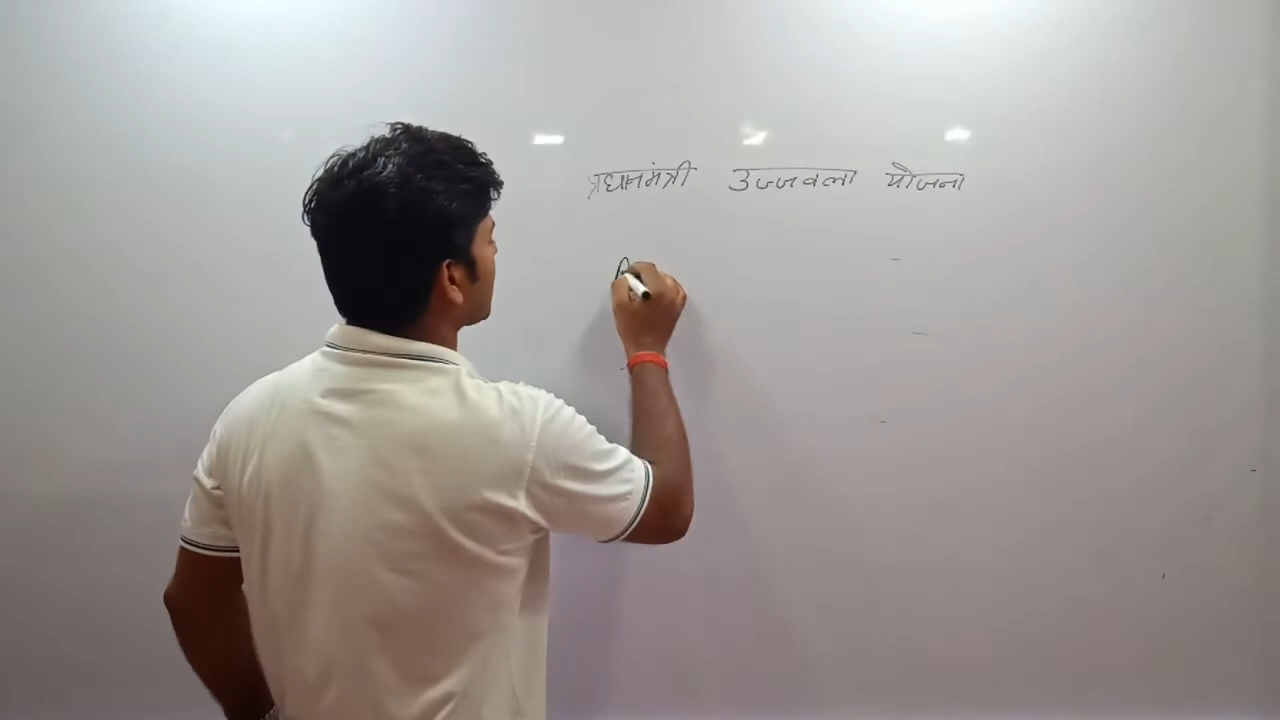 प्रधानमंत्री उज्जवला योजना